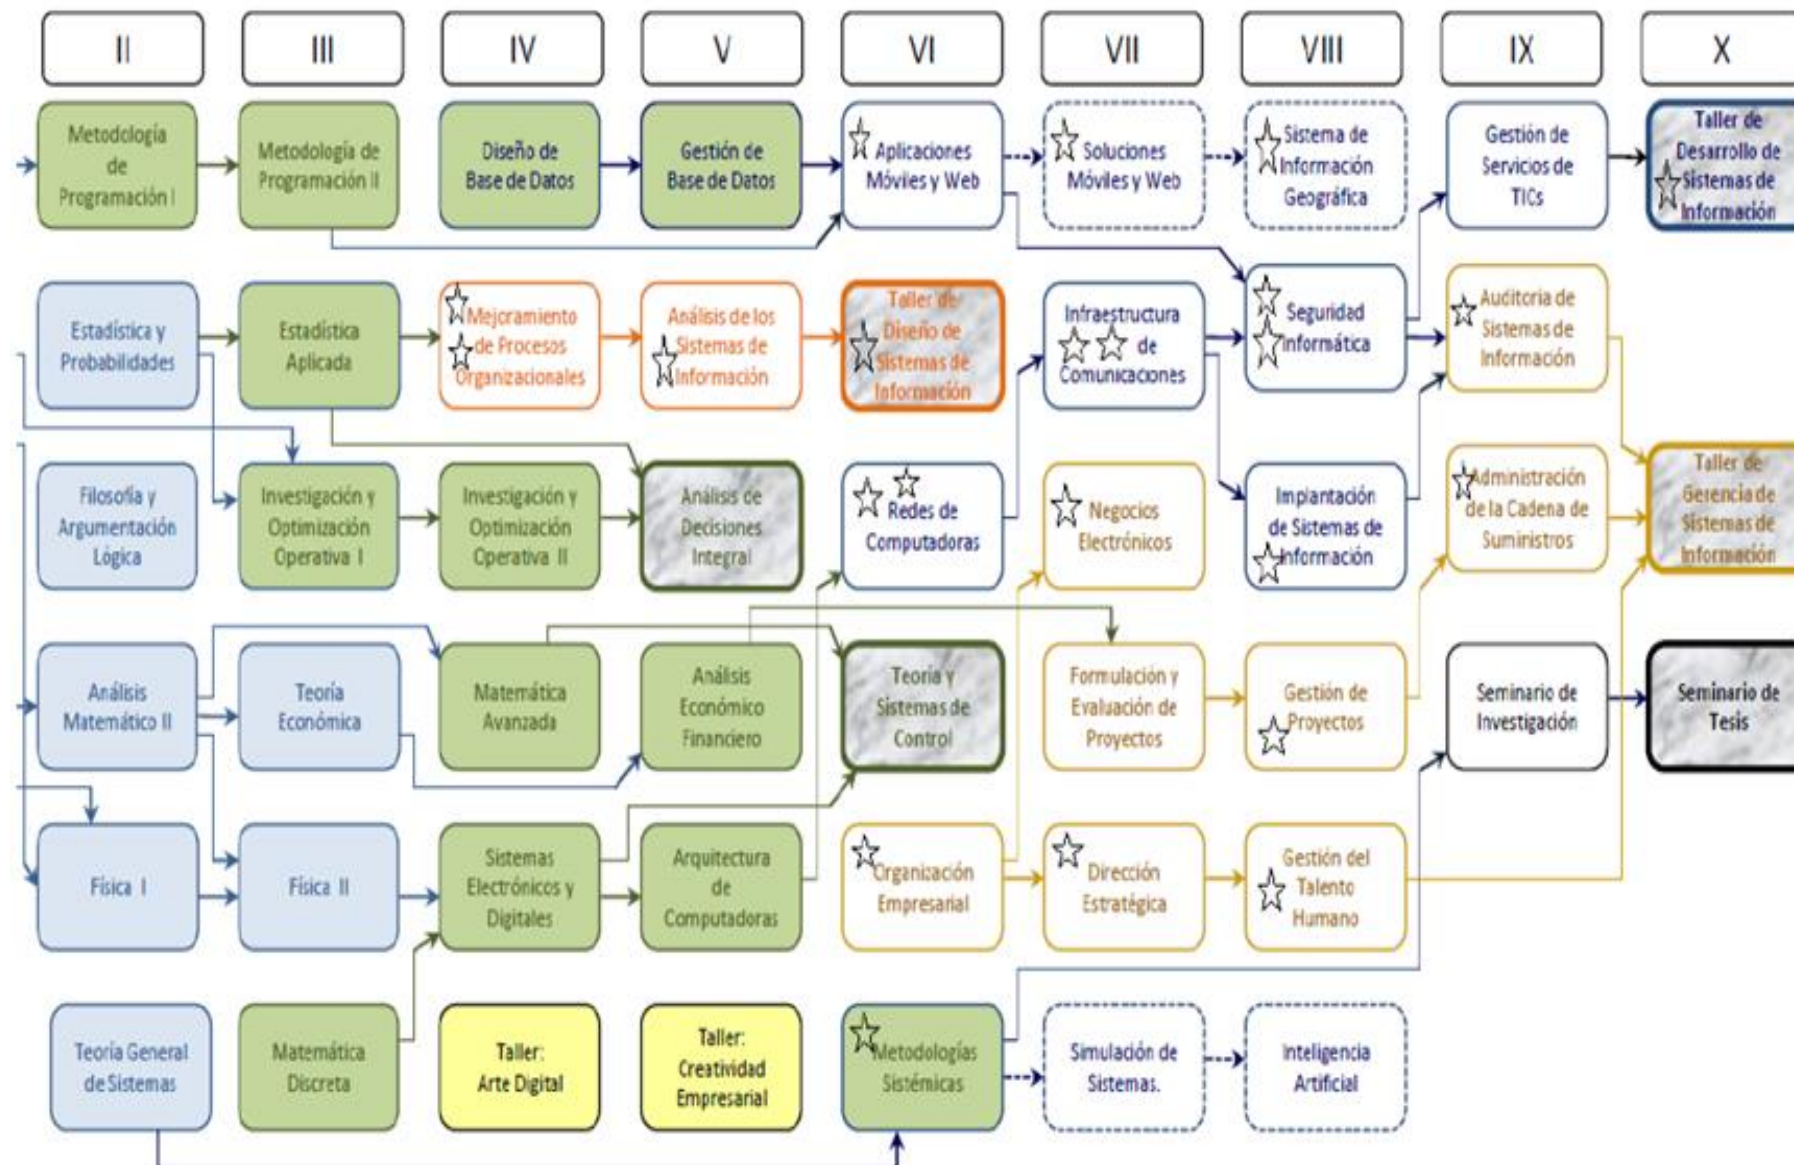 II
III
IV
V
VI
VII
VIII
IX
X
Metodología
de
Programación I
Metodología de
Programación II
Diseño de
Base de Datos
Gestión de
Base de Datos
Aplicaciones
Móviles y Web
Soluciones
Móviles y Web
Sistema de
Información
Geográfica
Gestión de
Servicios de
TICs
Taller de
Desarrollo de
Sistemas de
Información
Estadística y
Probabilidades
Estadística
Aplicada
Mejoramiento
de Procesos
Organizacionales
Análisis de los
Sistemas de
Información
Taller de
Diseño de
Sistemas de
Información
Infraestructura
de
Comunicaciones
Seguridad
Informática
Auditoria de
Sistemas de
Información
Filosofía y
Argumentación
Lógica
Investigación y
Optimización
Operativa I
Investigación y
Optimización
Operativa II
Análisis de
Decisiones
Integral
Redes de
Computadoras
Negocios
Electrónicos
Implantación
de Sistemas de
Información
Administración
de la Cadena de
Suministros
Taller de
Gerencia de
Sistemas de
Información
Análisis
Matemático II
Teoría
Económica
Matemática
Avanzada
Análisis
Económico
Financiero
Teoría y
Sistemas de
Control
Formulación y
Evaluación de
Proyectos
Gestión de
Proyectos
Seminario de
Investigación
Seminario de
Tesis
Física I
Física II
Sistemas
Electrónicos y
Digitales
Arquitectura
de
Computadoras
Organización
Empresarial
Dirección
Estratégica
Gestión del
Talento
Humano
Teoría General
de Sistemas
Matemática
Discreta
Taller:
Arte Digital
Taller:
Creatividad
Empresarial
Metodologías
Sistémicas
Simulación de
Sistemas.
Inteligencia
Artificial